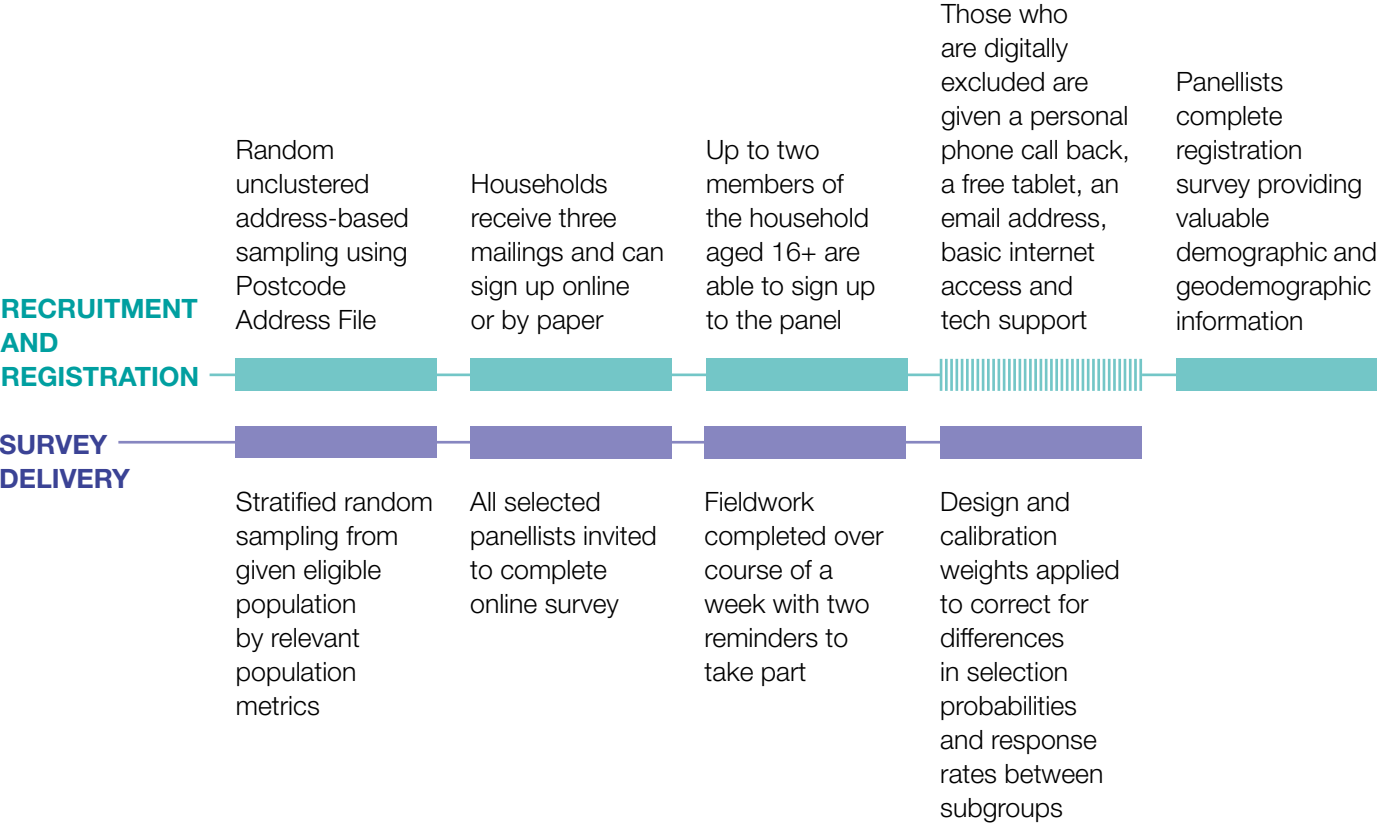 RECRUITMENT
AND
REGISTRATION
Random
unclustered
address-based
sampling using
Postcode
Address File
Households
receive three
mailings and can
sign up online
or by paper
Up to two
members of
the household
aged 16+ are
able to sign up
to the panel
Those who
are digitally
excluded are
given a personal
phone call back,
a free tablet, an
email address,
basic internet
access and
tech support
Panellists
complete
registration
survey providing
valuable
demographic and
geodemographic
information
SURVEY
DELIVERY
Stratified random
sampling from
given eligible
population
by relevant
population
metrics
All selected
panellists invited
to complete
online survey
Fieldwork
completed over
course of a
week with two
reminders to
take part
Design and
calibration
weights applied
to correct for
differences
in selection
probabilities
and response
rates between
subgroups